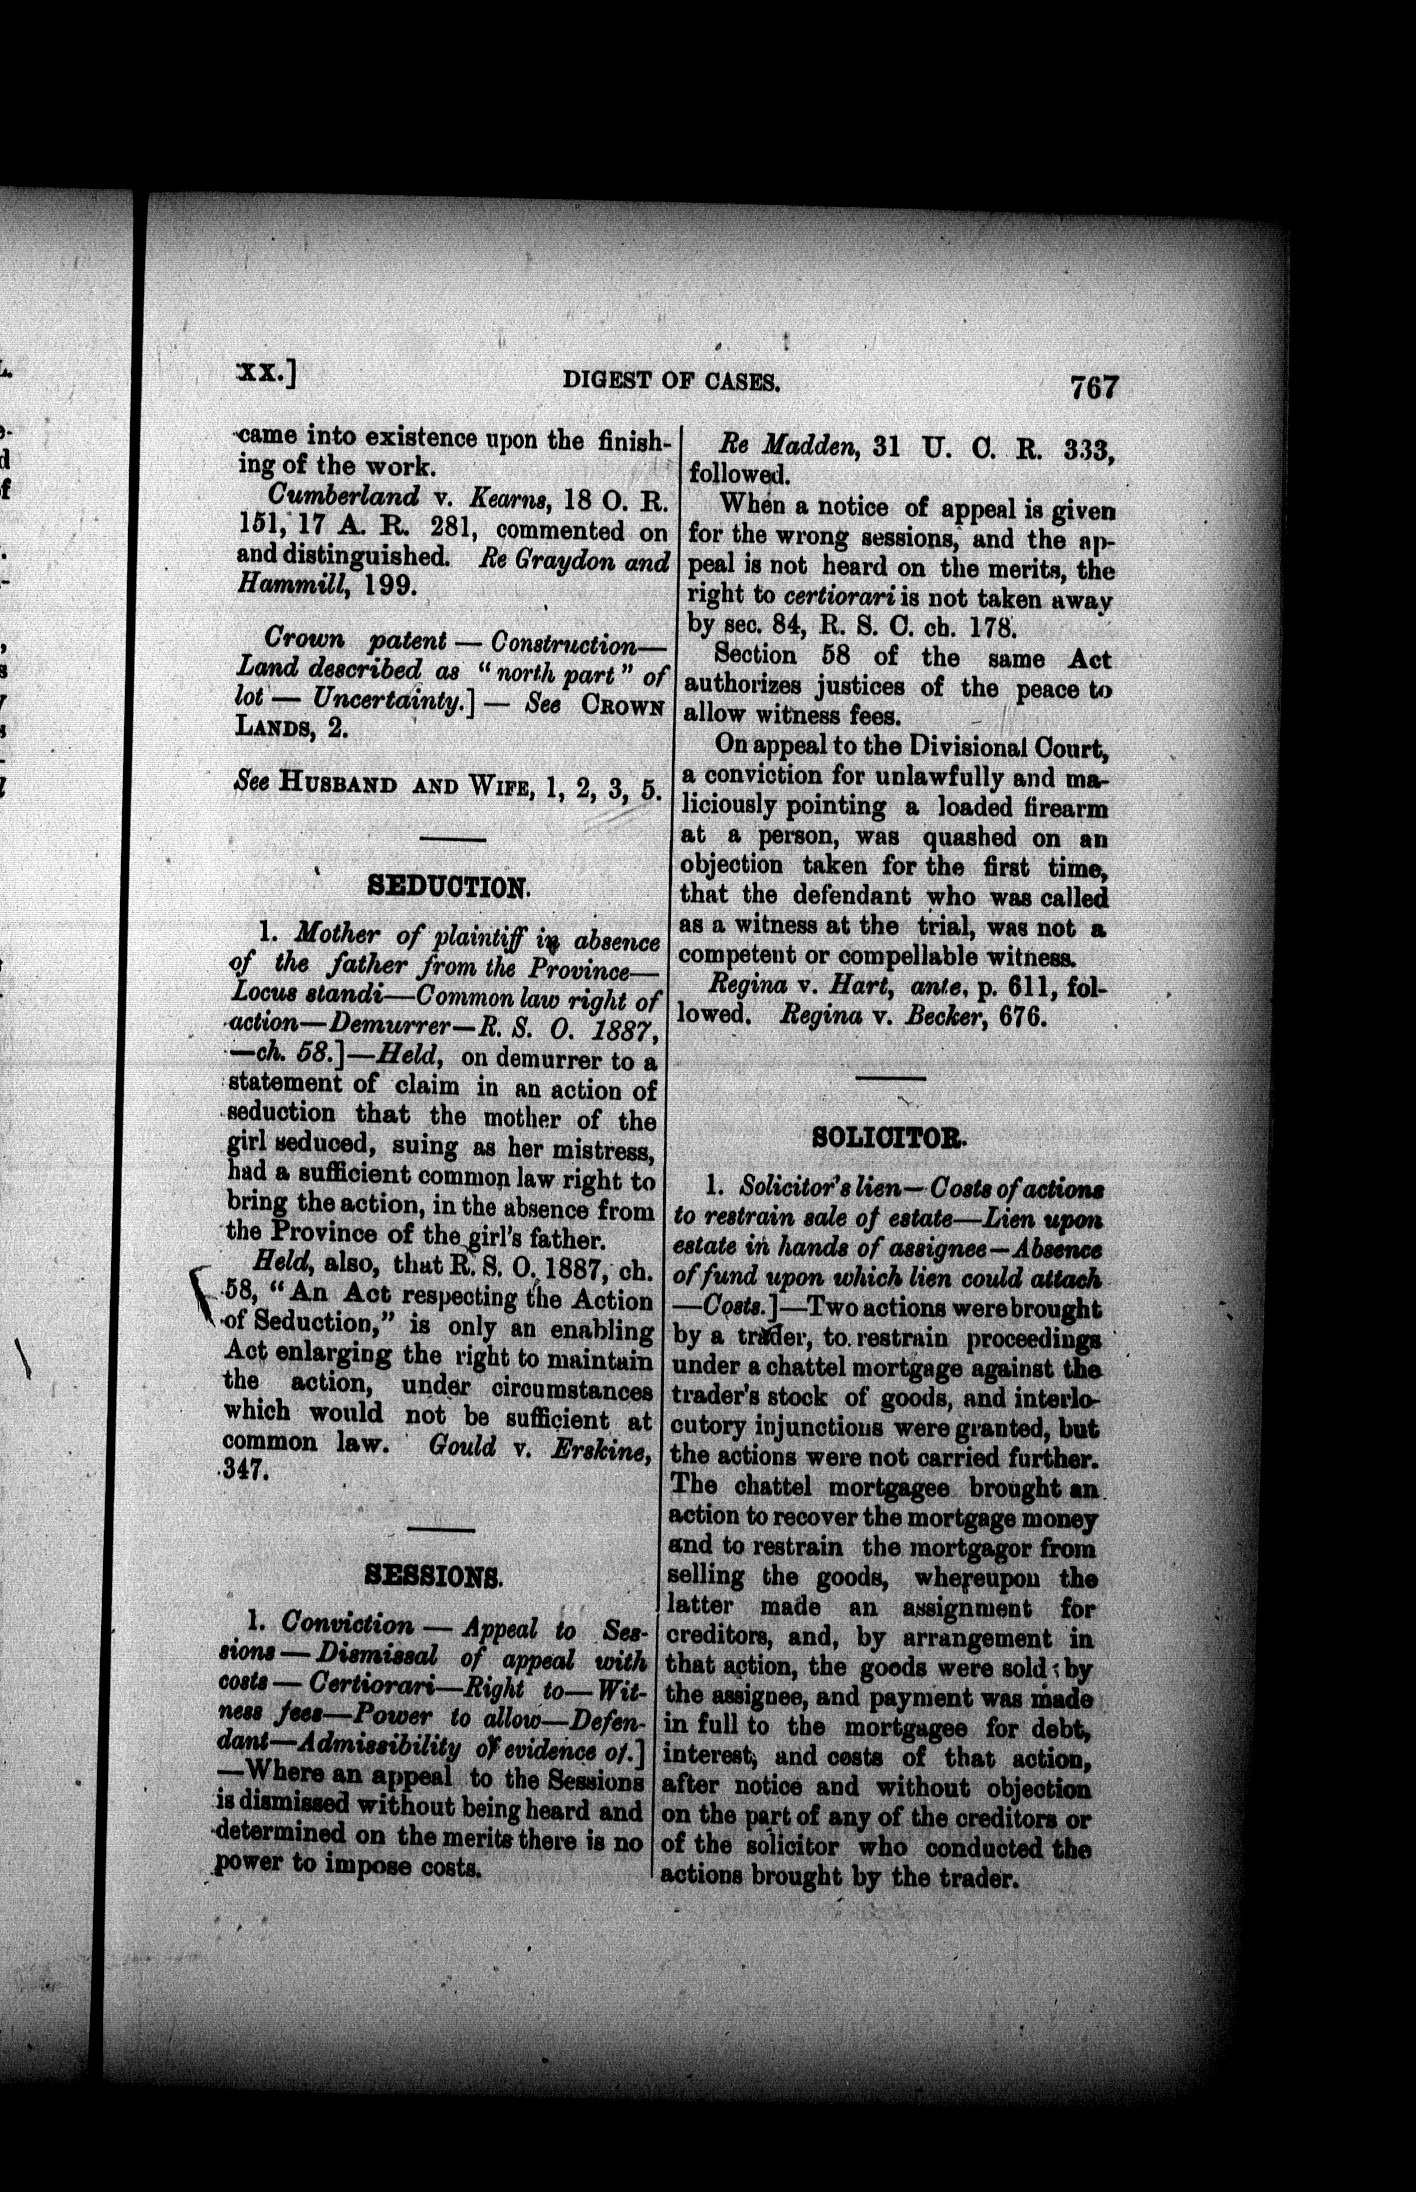 XX.] DIGEST OF CASES. 767
came into existence upon the finish-
ing of the work.
Cumberland v. Kearns, 18 O. R.
151, 17 A. R. 281, commented on
and distinguished. Re Graydon and
Hammill, 199.
Crown patent — Construction—
Land described as "north part" of
lot — Uncertainty.] — See CROWN
LANDS, 2.
See HUSBAND AND WIFE, 1, 2, 3, 5.
SEDUCTION.
1. Mother of plaintiff in absence
of the father from the Province—
Locus standi—Common law right of
action—Demurrer—R. S. O. 1887,
—ch. 58.]—Held, on demurrer to a
statement of claim in an action of
seduction that the mother of the
girl seduced, suing as her mistress,
had a sufficient common law right to
bring the action, in the absence from
the Province of the girl's father.
Held, also, that R. S. O. 1887, ch.
58, "An Act respecting the Action
of Seduction," is only an enabling
Act enlarging the right to maintain
the action, under circumstances
which would not be sufficient at
common law. Gould v. Erskine,
347.
SESSIONS.
1. Conviction — Appeal to Ses-
sions — Dismissal of appeal with
costs — Certiorari—Right to—Wit-
ness fees—Power to allow—Defen-
dant—Admissibility of evidence of.]
—Where an appeal to the Sessions
is dismissed without being heard and
determined on the merits there is no
power to impose costs.
Re Madden, 31 U. C. R. 333,
followed.
When a notice of appeal is given
for the wrong sessions, and the ap-
peal is not heard on the merits, the
right to certiorari is not taken away
by sec. 84, R. S. C. ch. 178.
Section 58 of the same Act
authorizes justices of the peace to
allow witness fees.
On appeal to the Divisional Court,
a conviction for unlawfully and ma-
liciously pointing a loaded firearm
at a person, was quashed on an
objection taken for the first time,
that the defendant who was called
as a witness at the trial, was not a
competent or compellable witness.
Regina v. Hart, ante, p. 611, fol-
lowed. Regina v. Becker, 676.
SOLICITOR.
1. Solicitor's lien—Costs of actions
to restrain sale of estate—Lien upon
estate in hands of assignee—Absence
of fund upon which lien could attach
—Costs.]—Two actions were brought
by a trader, to restrain proceedings
under a chattel mortgage against the
trader's stock of goods, and interlo-
cutory injunctions were granted, but
the actions were not carried further.
The chattel mortgagee brought an
action to recover the mortgage money
and to restrain the mortgagor from
selling the goods, whereupon the
latter made an assignment for
creditors, and, by arrangement in
that action, the goods were sold by
the assignee, and payment was made
in full to the mortgagee for debt,
interest, and costs of that action,
after notice and without objection
on the part of any of the creditors or
of the solicitor who conducted the
actions brought by the trader.